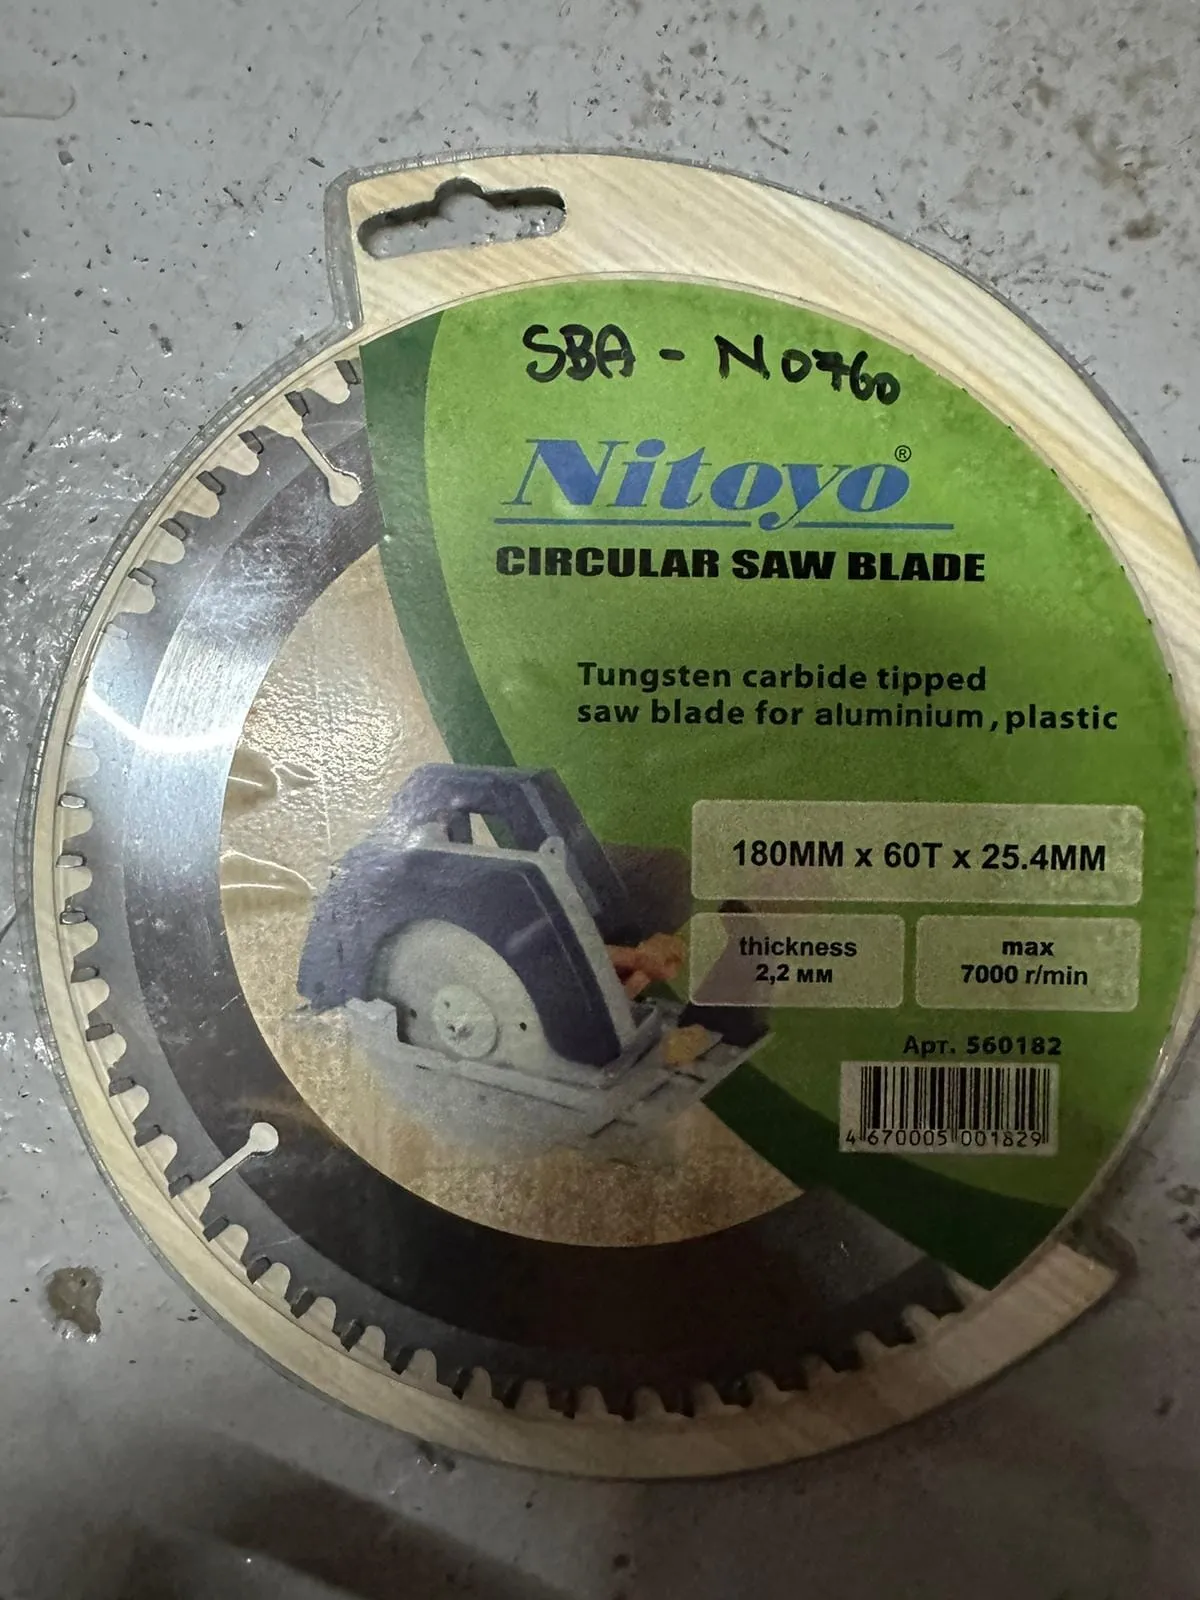 SBA - N0760
Nitoyo®
CIRCULAR SAW BLADE
Tungsten carbide tipped
saw blade for aluminium, plastic
180MM x 60T x 25.4MM
thickness
2,2 мм
max
7000 r/min
Арт. 560182
4 670005 001829